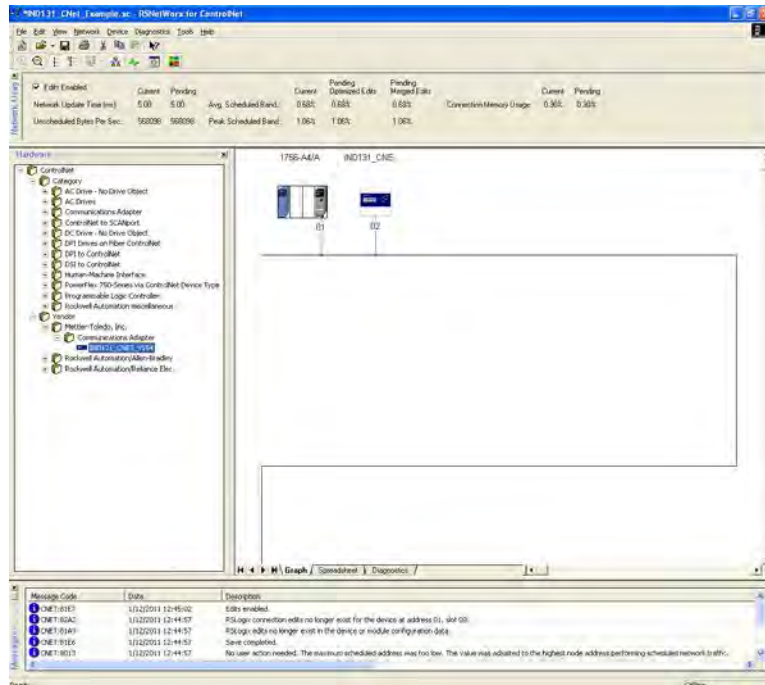 *IND131_CNet_Example.xc - RSNetWorx for ControlNet
File Edit View Network Device Diagnostics Tools Help
Edits Enabled Current Pending Current Pending Optimized Edits Pending Merged Edits Current Pending
Network Update Time (ms): 5.00 5.00 Avg. Scheduled Band.: 0.68% 0.68% 0.68% Connection Memory Usage: 0.36% 0.36%
Unscheduled Bytes Per Sec.: 568098 568098 Peak Scheduled Band.: 1.06% 1.06% 1.06%
Hardware
ControlNet
Category
AC Drive - No Drive Object
AC Drives
Communications Adapter
ControlNet to SCANport
DC Drive - No Drive Object
DPI Drives on Fiber ControlNet
DPI to ControlNet
DSI to ControlNet
Human-Machine Interface
PowerFlex 750-Series via ControlNet Device Type
Programmable Logic Controller
Rockwell Automation miscellaneous
Vendor
Mettler-Toledo, Inc.
Communications Adapter
Rockwell Automation/Allen-Bradley
Rockwell Automation/Reliance Elec.
1756-A4/A IND131_CNE
01 02
Graph Spreadsheet Diagnostics
Messages
Message Code Date Description
CNET:81E7 1/12/2011 12:45:02 Edits enabled.
CNET:82A2 1/12/2011 12:44:57 RSLogix connection edits no longer exist for the device at address 01, slot 00.
CNET:81A3 1/12/2011 12:44:57 RSLogix edits no longer exist in the device or module configuration data.
CNET:81E6 1/12/2011 12:44:57 Save completed.
1/12/2011 12:44:57 No user action needed. The maximum scheduled address was too low. The value was adjusted to the highest node address performing scheduled network traffic.
Ready Offline